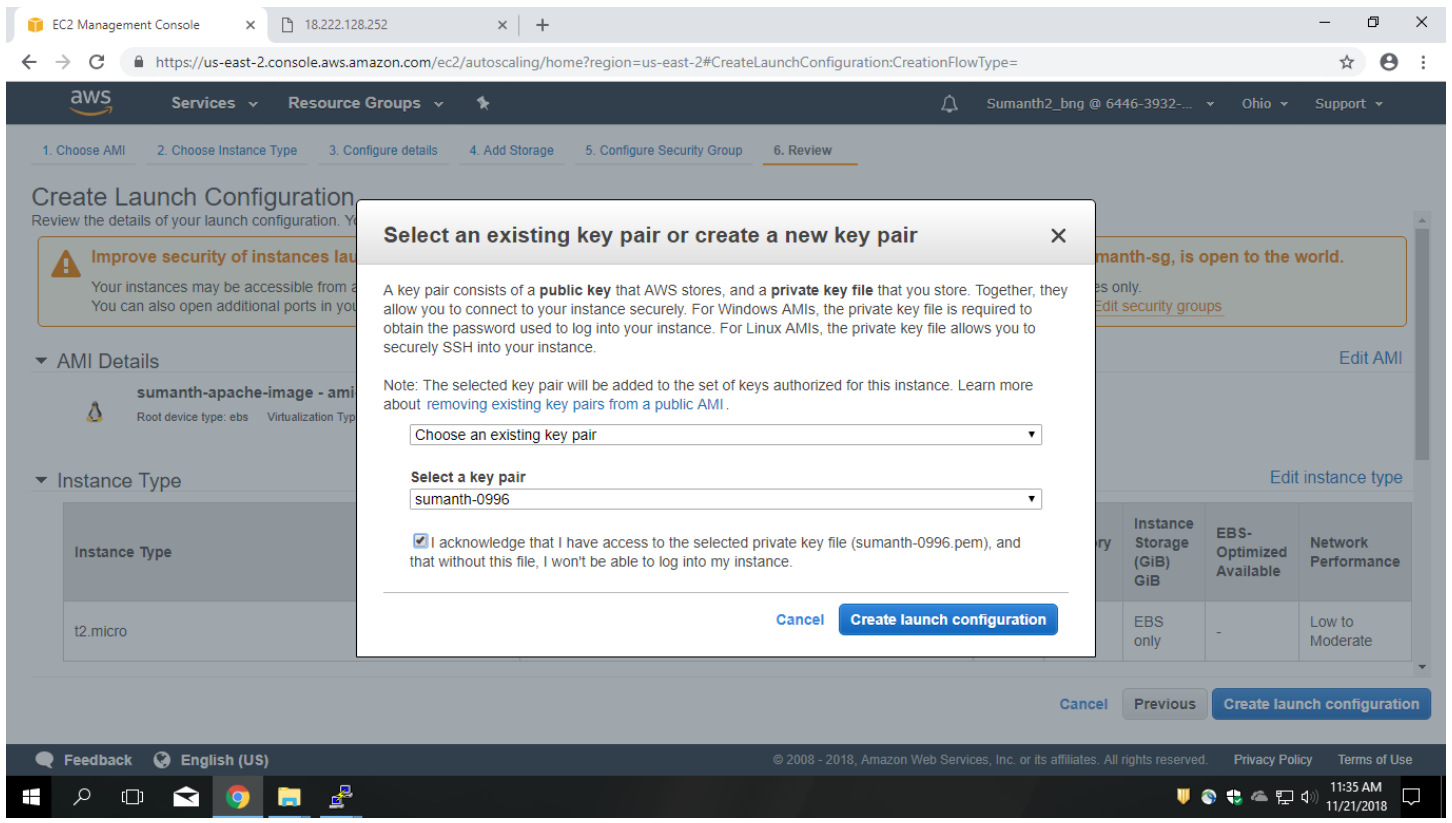 EC2 Management Console
18.222.128.252
https://us-east-2.console.aws.amazon.com/ec2/autoscaling/home?region=us-east-2#CreateLaunchConfiguration:CreationFlowType=
aws
Services
Resource Groups
Sumanth2_bng @ 6446-3932-...
Ohio
Support
1. Choose AMI
2. Choose Instance Type
3. Configure details
4. Add Storage
5. Configure Security Group
6. Review
Create Launch Configuration
Review the details of your launch configuration.
Improve security of instances
manth-sg, is open to the world.
Your instances may be accessible from
only.
You can also open additional ports in
Edit security groups
AMI Details
Edit AMI
sumanth-apache-image - ami-
Root device type: ebs Virtualization
Instance Type
Edit instance type
Instance Type
Instance Storage (GiB) GiB
EBS-Optimized Available
Network Performance
t2.micro
EBS only
-
Low to Moderate
Select an existing key pair or create a new key pair
A key pair consists of a public key that AWS stores, and a private key file that you store. Together, they
allow you to connect to your instance securely. For Windows AMIs, the private key file is required to
obtain the password used to log into your instance. For Linux AMIs, the private key file allows you to
securely SSH into your instance.
Note: The selected key pair will be added to the set of keys authorized for this instance. Learn more
about removing existing key pairs from a public AMI .
Choose an existing key pair
Select a key pair
sumanth-0996
I acknowledge that I have access to the selected private key file (sumanth-0996.pem), and
that without this file, I won't be able to log into my instance.
Cancel
Create launch configuration
Cancel
Previous
Create launch configuration
Feedback
English (US)
© 2008 - 2018, Amazon Web Services, Inc. or its affiliates. All rights reserved.
Privacy Policy
Terms of Use
11:35 AM
11/21/2018